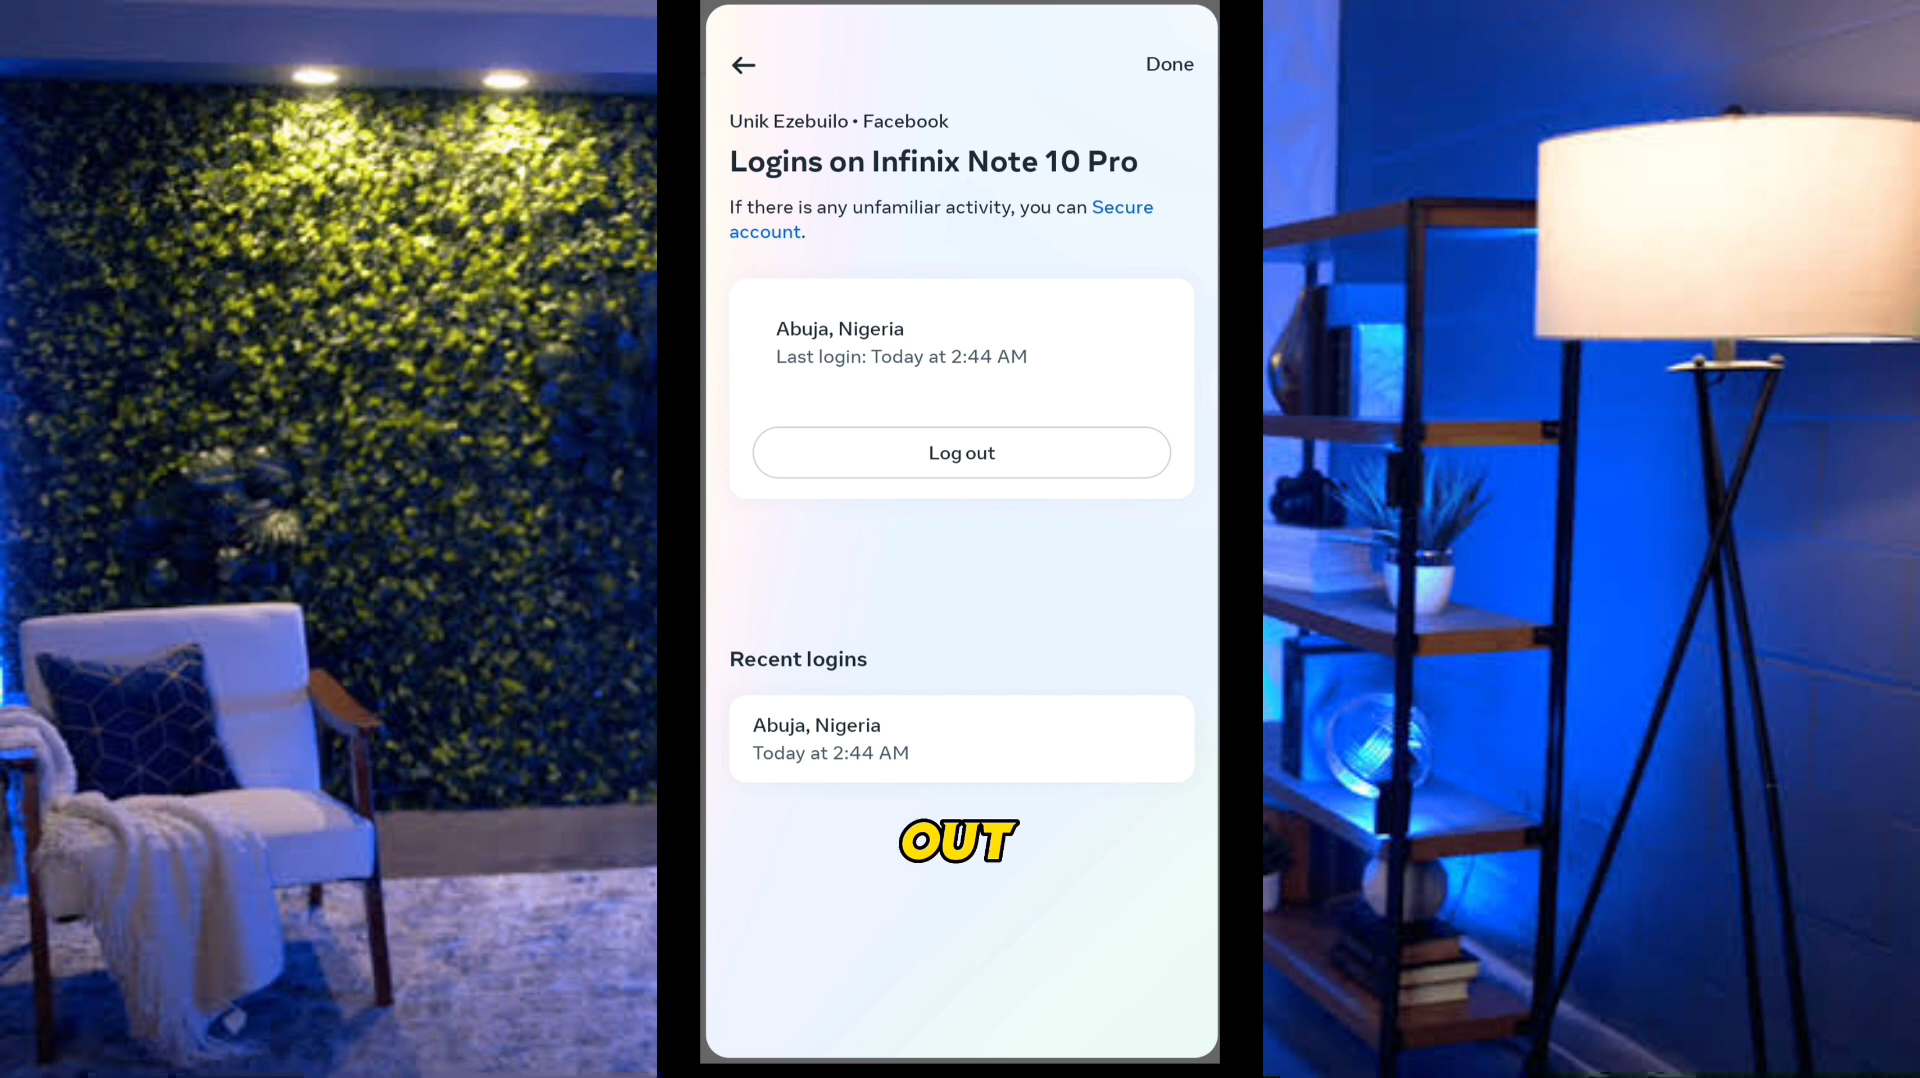 Done
Unik Ezebuilo • Facebook
Logins on Infinix Note 10 Pro
If there is any unfamiliar activity, you can Secure
account.
Abuja, Nigeria
Last login: Today at 2:44 AM
Log out
Recent logins
Abuja, Nigeria
Today at 2:44 AM
OUT